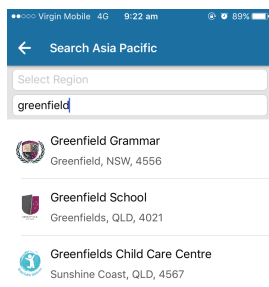 Virgin Mobile 4G 9:22 am 89%
Search Asia Pacific
Select Region
greenfield
Greenfield Grammar
Greenfield, NSW, 4556
Greenfield School
Greenfields, QLD, 4021
Greenfields Child Care Centre
Sunshine Coast, QLD, 4567